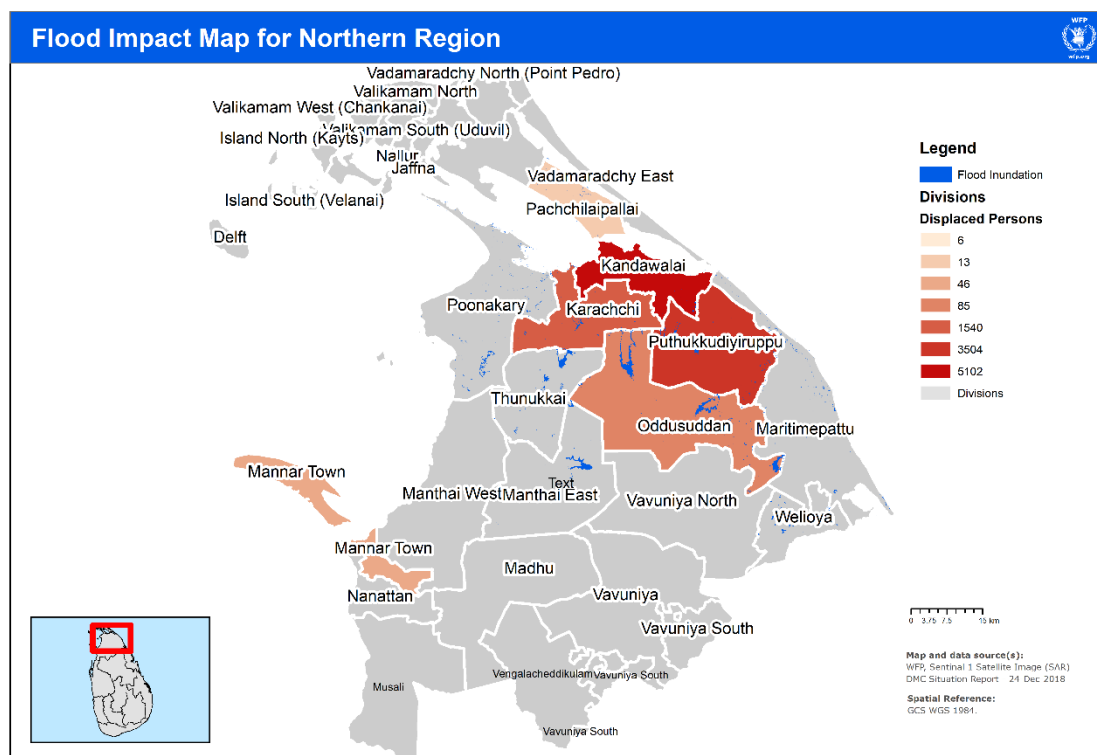 Flood Impact Map for Northern Region
WFP
wfp.org
Vadamaradchy North (Point Pedro)
Valikamam North
Valikamam West (Chankanai)
Valikamam South (Uduvil)
Island North (Kayts)
Nallur
Jaffna
Vadamaradchy East
Island South (Velanai)
Pachchilaipallai
Delft
Kandawalai
Poonakary
Karachchi
Puthukkudiyiruppu
Thunukkai
Oddusuddan
Maritimepattu
Mannar Town
Text
Manthai West
Manthai East
Vavuniya North
Welioya
Mannar Town
Madhu
Nanattan
Vavuniya
Vavuniya South
Vengalacheddikulam
Vavuniya South
Musali
Vavuniya South
Legend
Flood Inundation
Divisions
Displaced Persons
6
13
46
85
1540
3504
5102
Divisions
0 3.75 7.5 15 km
Map and data source(s):
WFP, Sentinal 1 Satellite Image (SAR)
DMC Situation Report 24 Dec 2018
Spatial Reference:
GCS WGS 1984.